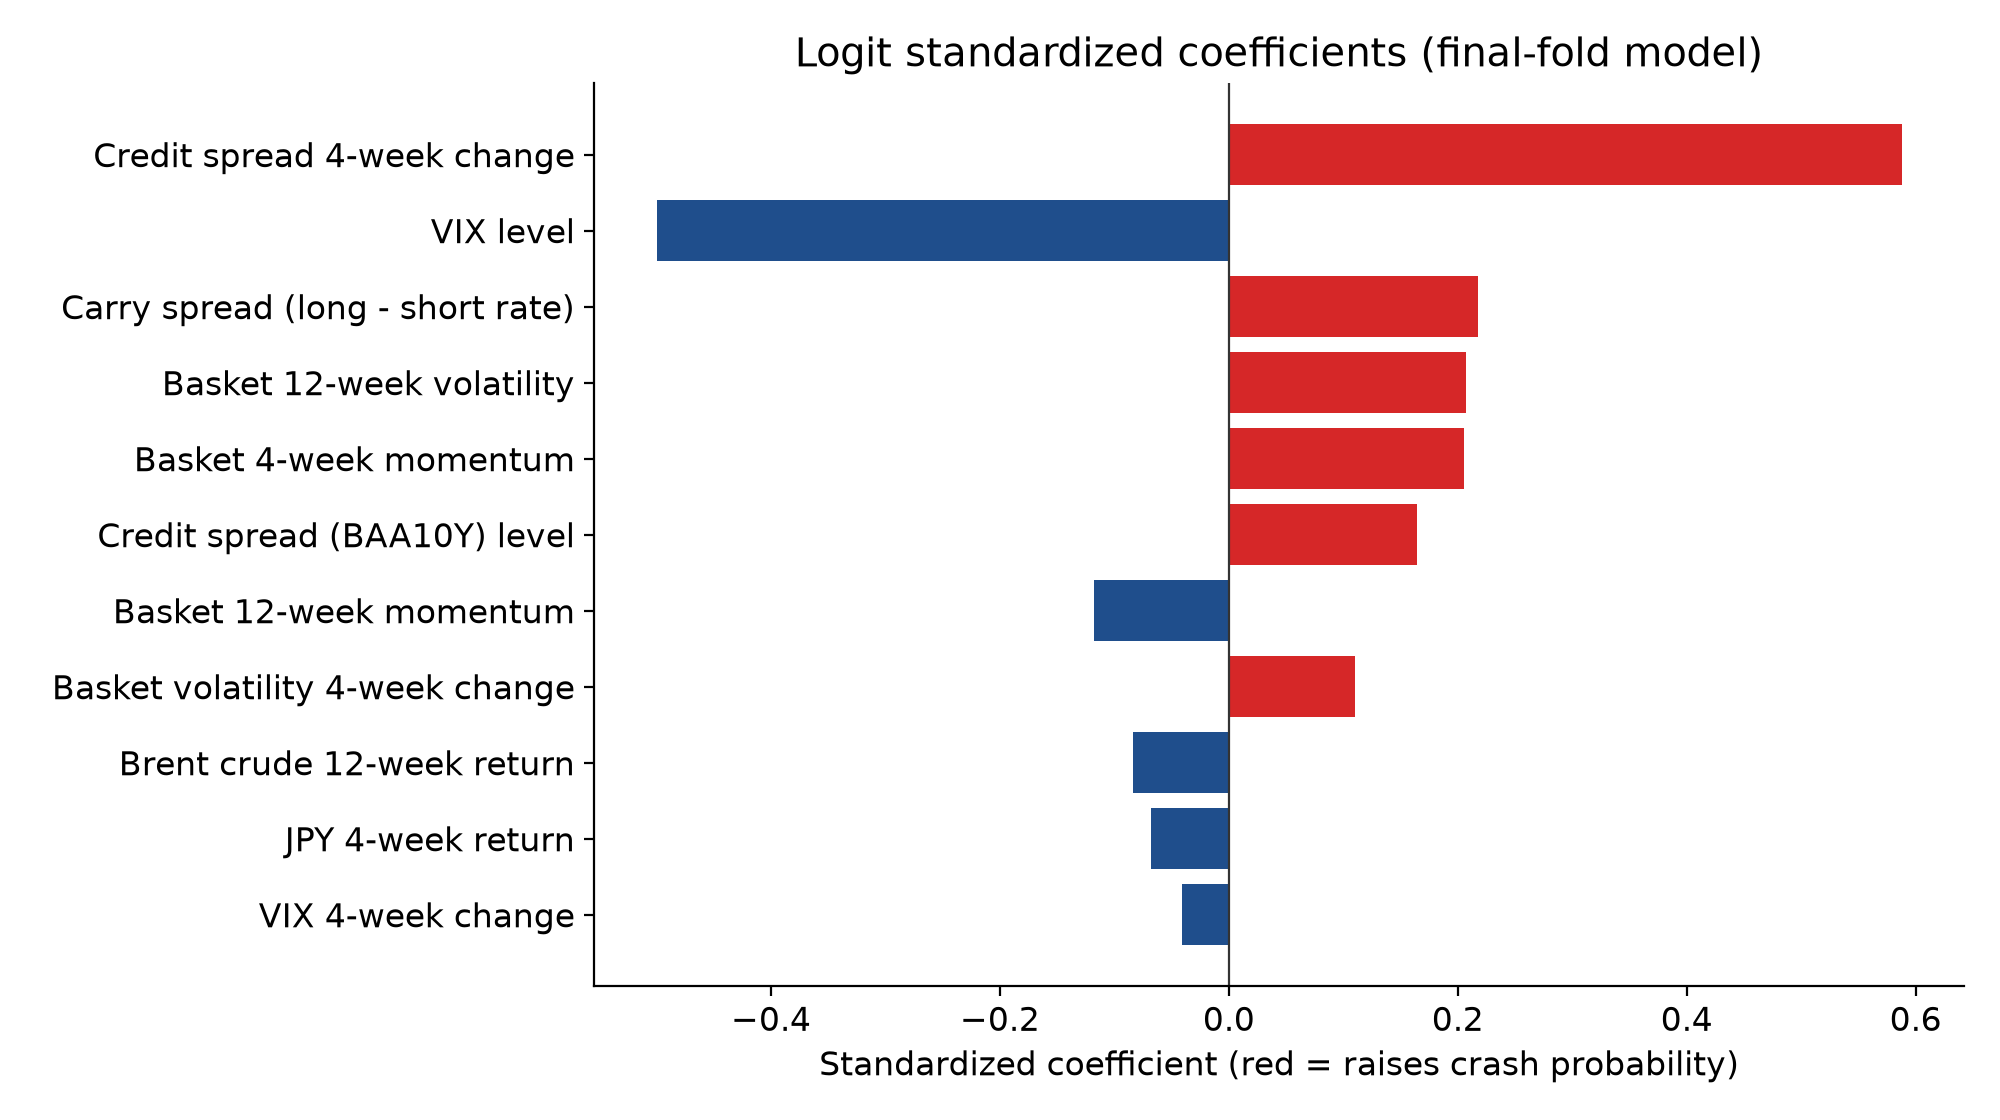 Logit standardized coefficients (final-fold model)
Credit spread 4-week change
VIX level
Carry spread (long - short rate)
Basket 12-week volatility
Basket 4-week momentum
Credit spread (BAA10Y) level
Basket 12-week momentum
Basket volatility 4-week change
Brent crude 12-week return
JPY 4-week return
VIX 4-week change
−0.4 −0.2 0.0 0.2 0.4 0.6
Standardized coefficient (red = raises crash probability)